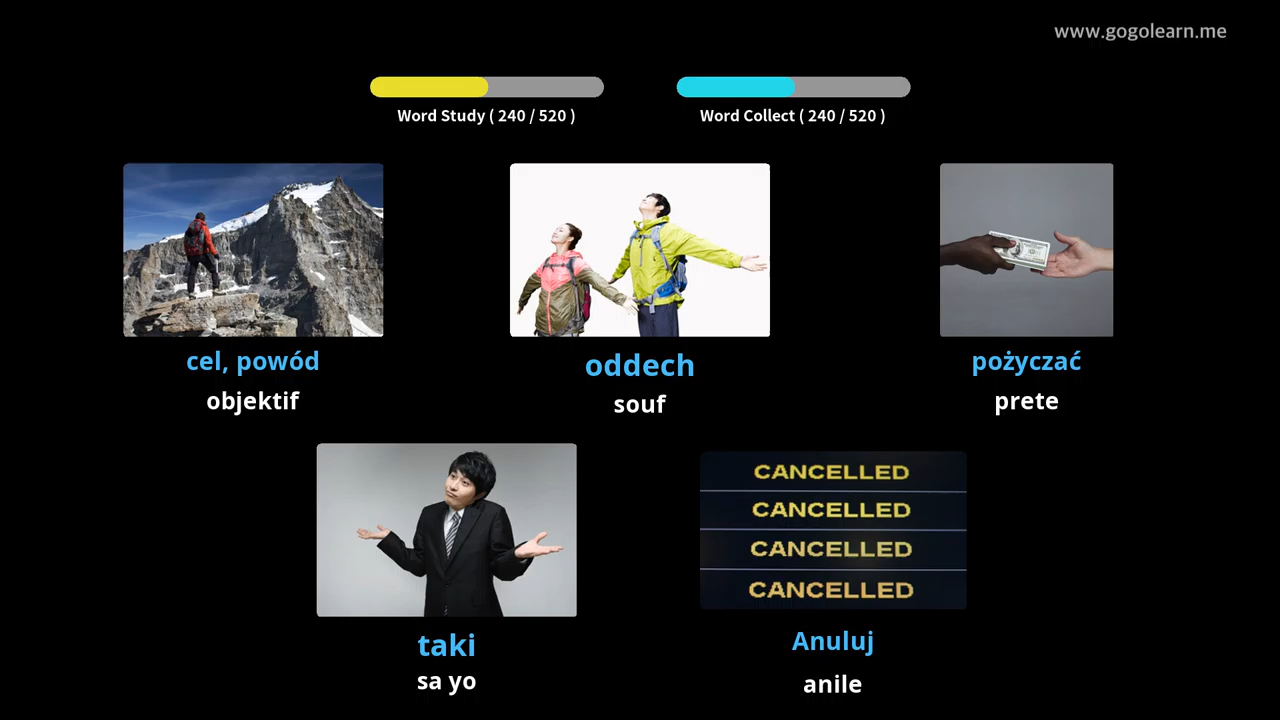 www.gogolearn.me
Word Study ( 240 / 520 )
Word Collect ( 240 / 520 )
cel, powód
objektif
oddech
souf
pożyczać
prete
CANCELLED
CANCELLED
CANCELLED
CANCELLED
taki
sa yo
Anuluj
anile